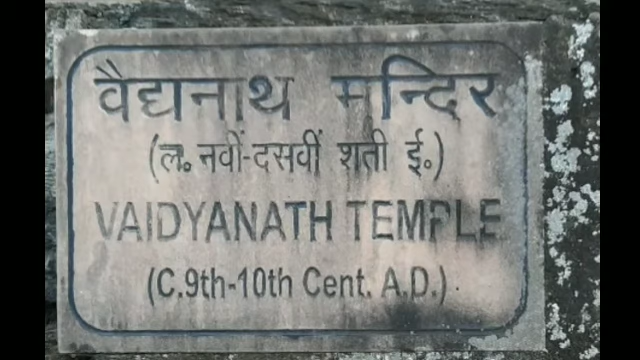 वैद्यनाथ मन्दिर
(ल॰ नवीं-दसवीं शती ई॰)
VAIDYANATH TEMPLE
(C.9th-10th Cent. A.D.)